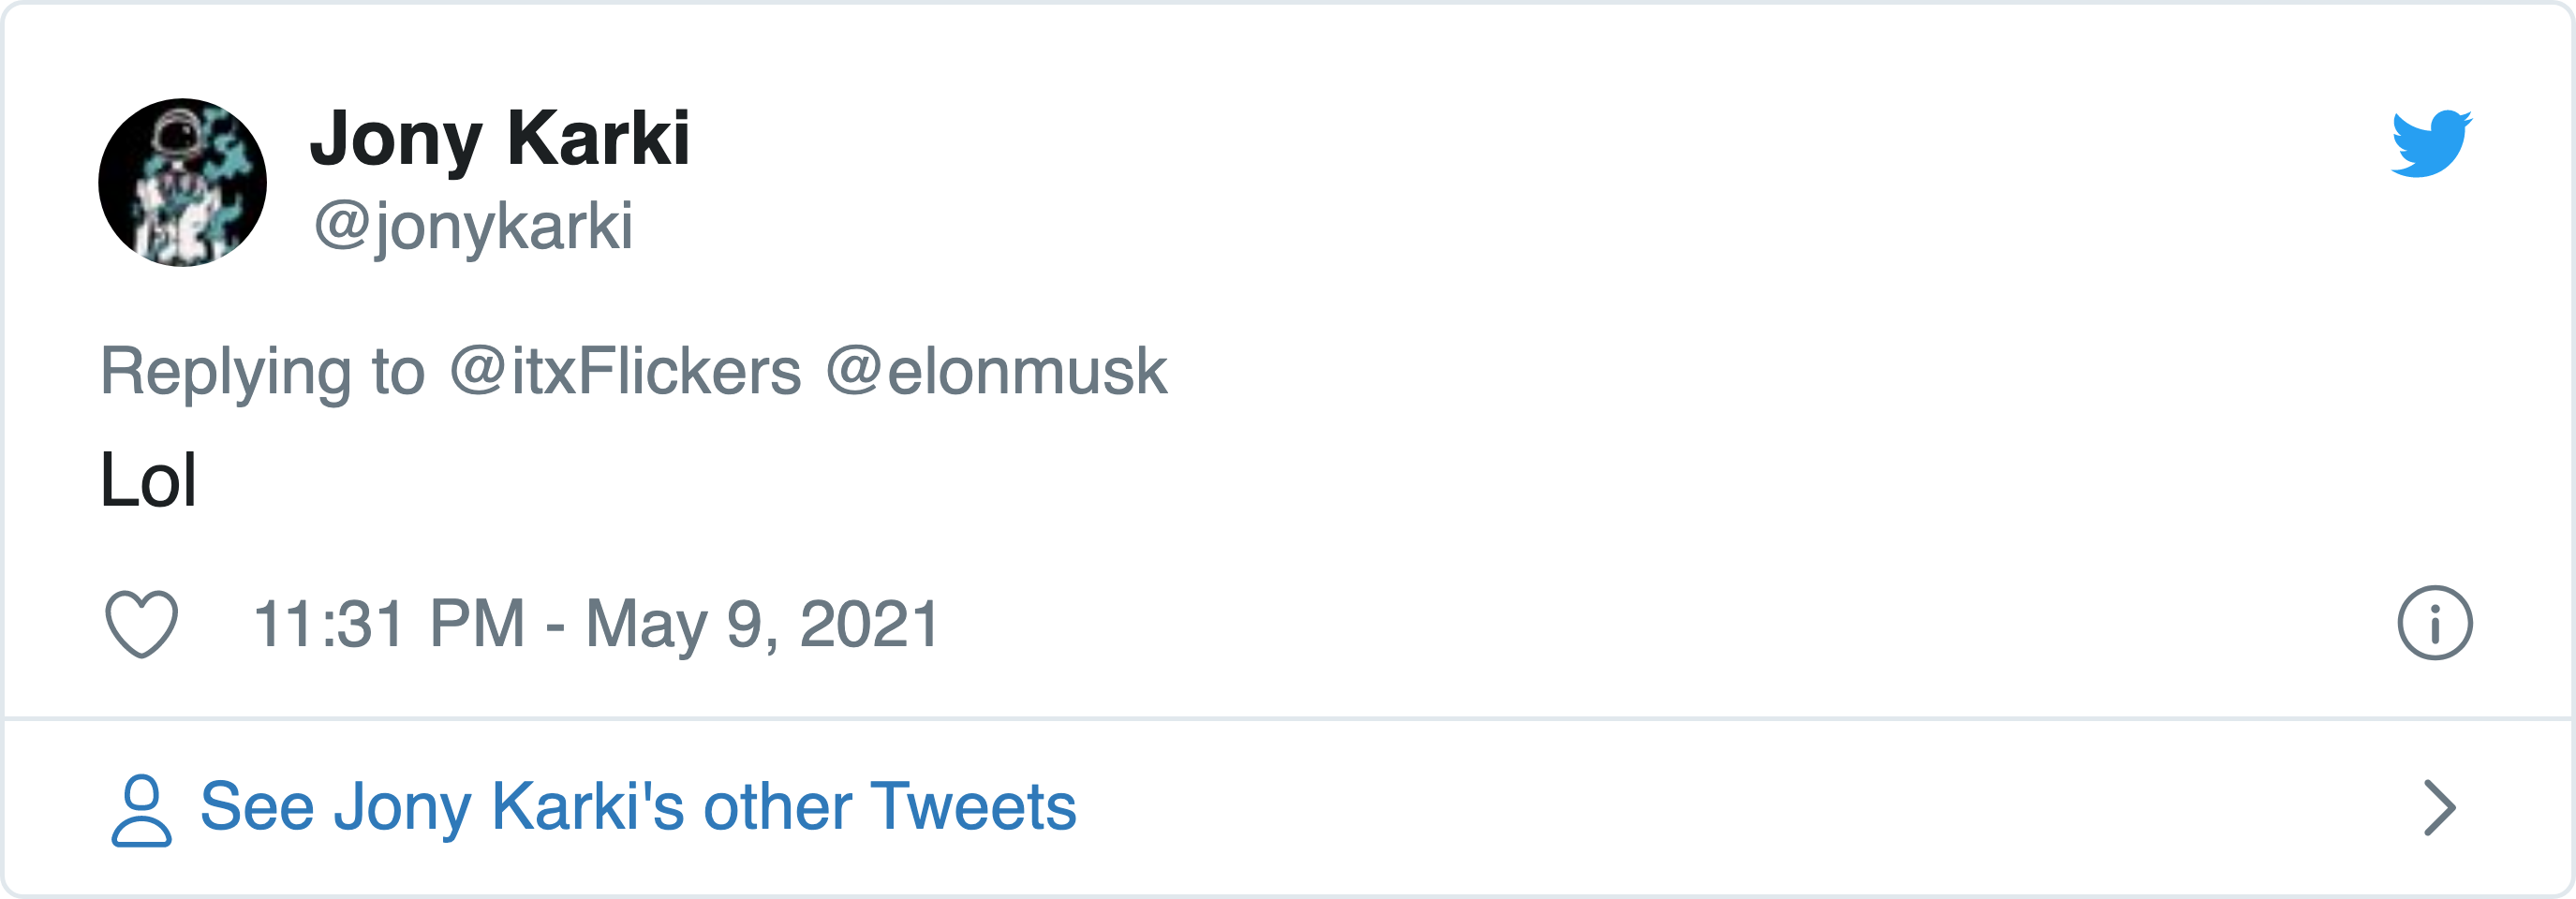 Jony Karki
@jonykarki
Replying to @itxFlickers @elonmusk
Lol
11:31 PM - May 9, 2021
See Jony Karki's other Tweets